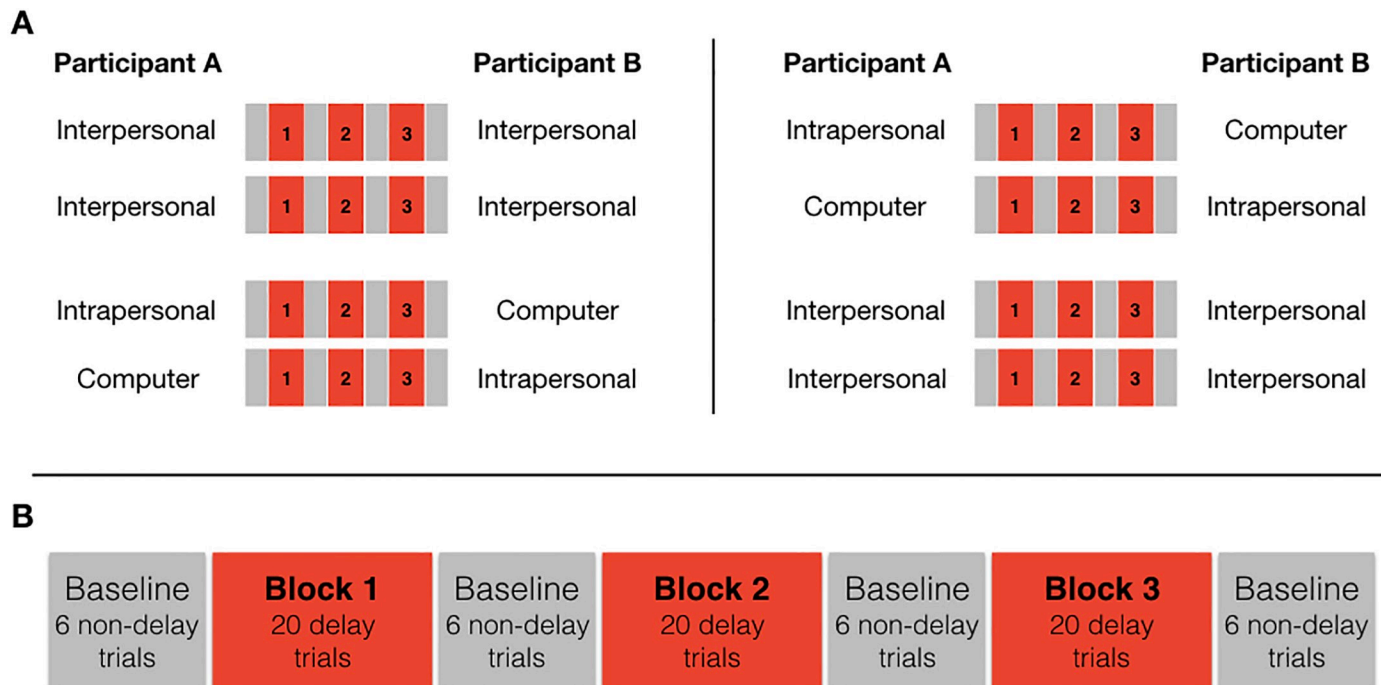 A
Participant A
Participant B
Interpersonal
1 2 3
Interpersonal
Interpersonal
1 2 3
Interpersonal
Intrapersonal
1 2 3
Computer
Computer
1 2 3
Intrapersonal
Participant A
Participant B
Intrapersonal
1 2 3
Computer
Computer
1 2 3
Intrapersonal
Interpersonal
1 2 3
Interpersonal
Interpersonal
1 2 3
Interpersonal
B
Baseline
6 non-delay
trials
Block 1
20 delay
trials
Baseline
6 non-delay
trials
Block 2
20 delay
trials
Baseline
6 non-delay
trials
Block 3
20 delay
trials
Baseline
6 non-delay
trials